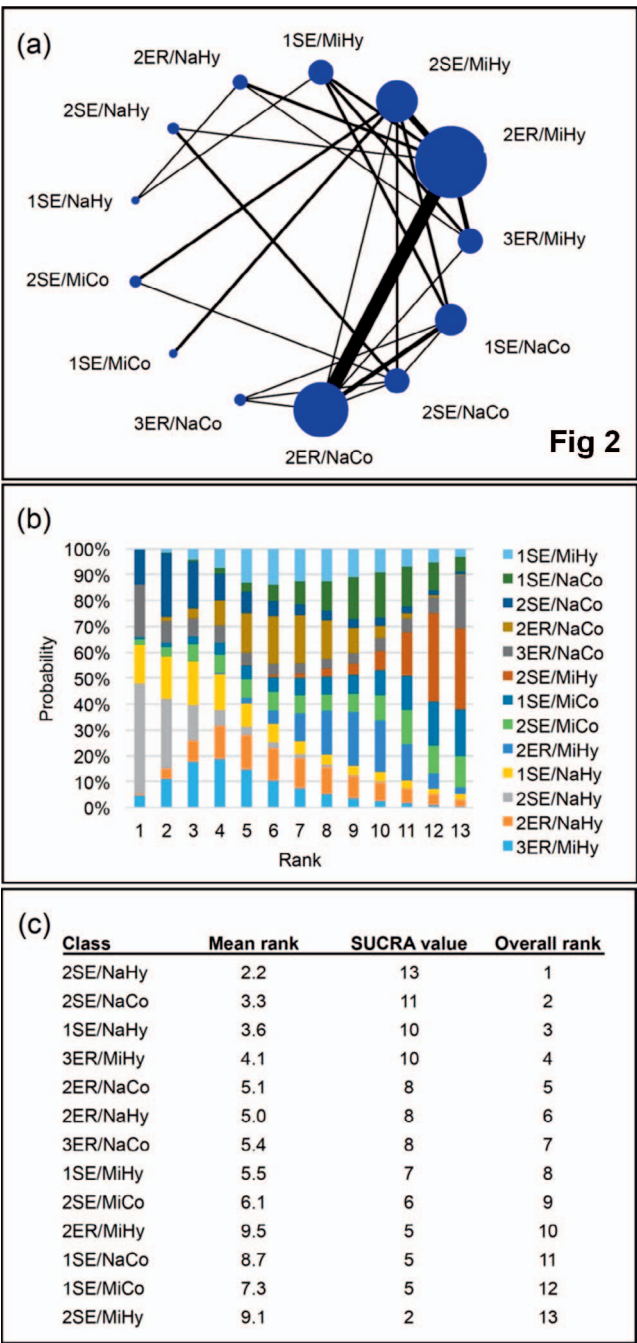 (a)
1SE/MiHy
2ER/NaHy
2SE/MiHy
2SE/NaHy
2ER/MiHy
1SE/NaHy
3ER/MiHy
2SE/MiCo
1SE/NaCo
1SE/MiCo
2SE/NaCo
3ER/NaCo
2ER/NaCo
Fig 2
(b)
100%
90%
80%
70%
60%
50%
40%
30%
20%
10%
0%
Probability
1 2 3 4 5 6 7 8 9 10 11 12 13
Rank
1SE/MiHy
1SE/NaCo
2SE/NaCo
2ER/NaCo
3ER/NaCo
2SE/MiHy
1SE/MiCo
2SE/MiCo
2ER/MiHy
1SE/NaHy
2SE/NaHy
2ER/NaHy
3ER/MiHy
(c)
Class Mean rank SUCRA value Overall rank
2SE/NaHy 2.2 13 1
2SE/NaCo 3.3 11 2
1SE/NaHy 3.6 10 3
3ER/MiHy 4.1 10 4
2ER/NaCo 5.1 8 5
2ER/NaHy 5.0 8 6
3ER/NaCo 5.4 8 7
1SE/MiHy 5.5 7 8
2SE/MiCo 6.1 6 9
2ER/MiHy 9.5 5 10
1SE/NaCo 8.7 5 11
1SE/MiCo 7.3 5 12
2SE/MiHy 9.1 2 13